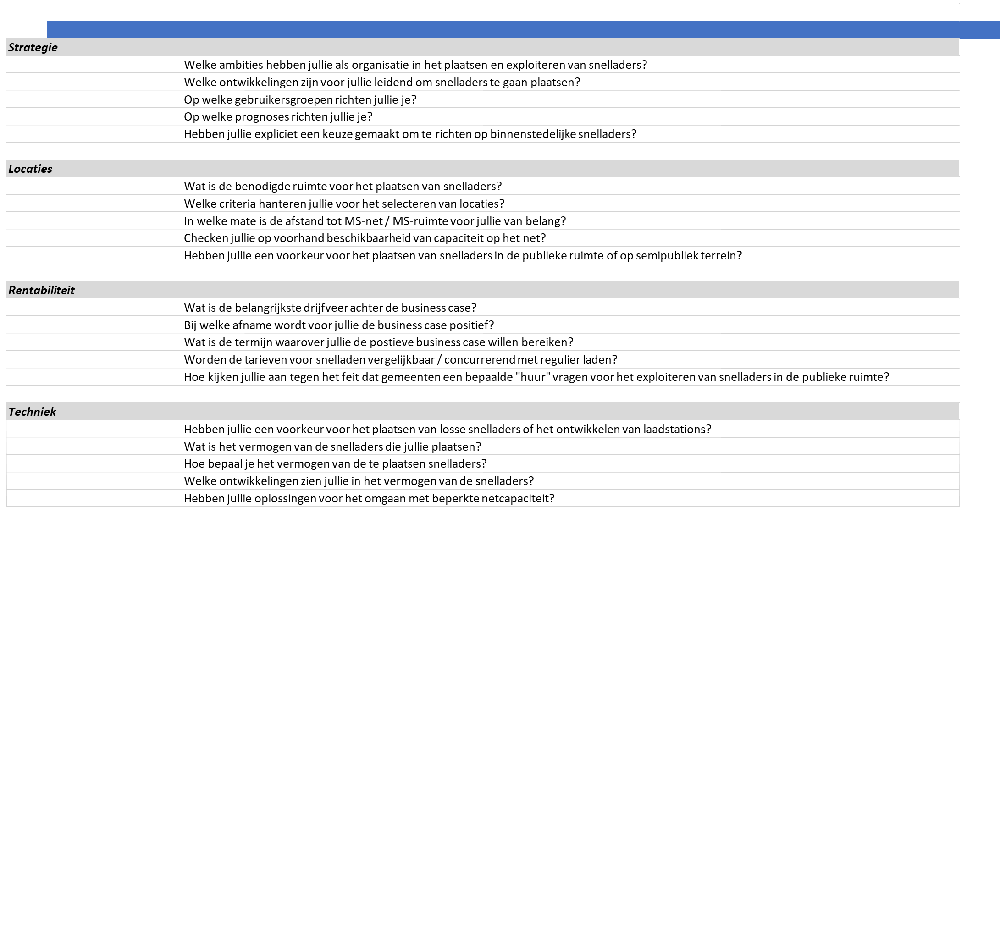 Strategie
Welke ambities hebben jullie als organisatie in het plaatsen en exploiteren van snelladers?
Welke ontwikkelingen zijn voor jullie leidend om snelladers te gaan plaatsen?
Op welke gebruikersgroepen richten jullie je?
Op welke prognoses richten jullie je?
Hebben jullie expliciet een keuze gemaakt om te richten op binnenstedelijke snelladers?
Locaties
Wat is de benodigde ruimte voor het plaatsen van snelladers?
Welke criteria hanteren jullie voor het selecteren van locaties?
In welke mate is de afstand tot MS-net / MS-ruimte voor jullie van belang?
Checken jullie op voorhand beschikbaarheid van capaciteit op het net?
Hebben jullie een voorkeur voor het plaatsen van snelladers in de publieke ruimte of op semipubliek terrein?
Rentabiliteit
Wat is de belangrijkste drijfveer achter de business case?
Bij welke afname wordt voor jullie de business case positief?
Wat is de termijn waarover jullie de postieve business case willen bereiken?
Worden de tarieven voor snelladen vergelijkbaar / concurrerend met regulier laden?
Hoe kijken jullie aan tegen het feit dat gemeenten een bepaalde "huur" vragen voor het exploiteren van snelladers in de publieke ruimte?
Techniek
Hebben jullie een voorkeur voor het plaatsen van losse snelladers of het ontwikkelen van laadstations?
Wat is het vermogen van de snelladers die jullie plaatsen?
Hoe bepaal je het vermogen van de te plaatsen snelladers?
Welke ontwikkelingen zien jullie in het vermogen van de snelladers?
Hebben jullie oplossingen voor het omgaan met beperkte netcapaciteit?